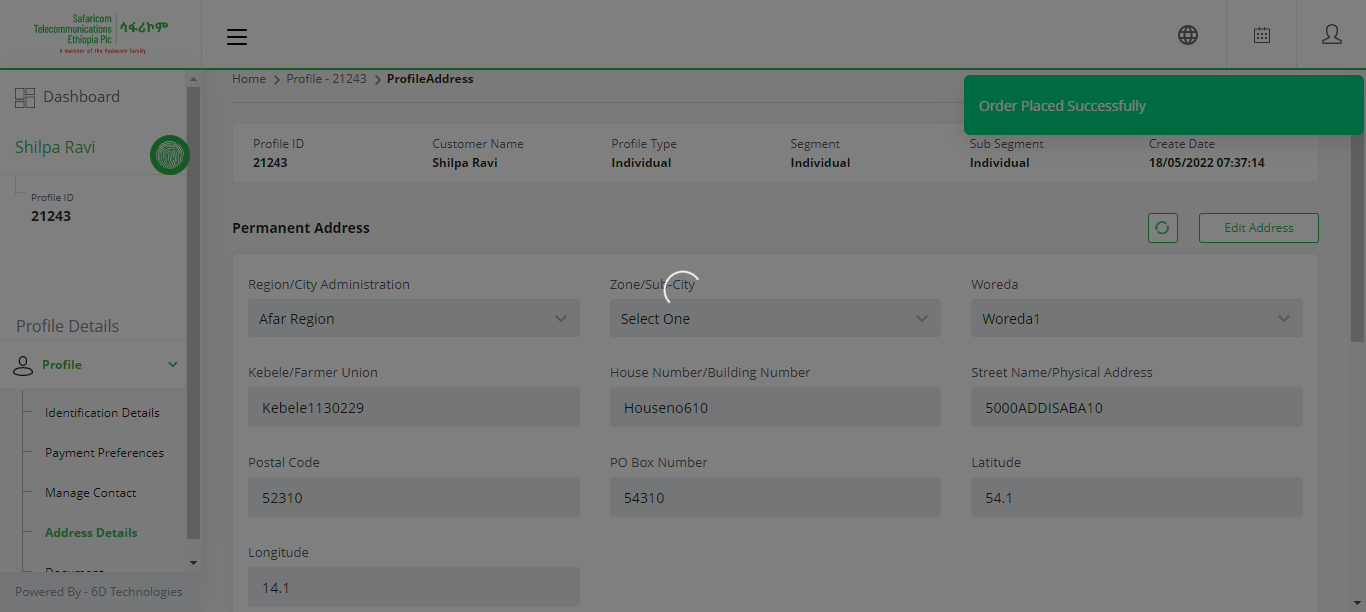 Safaricom
Telecommunications
Ethiopia Plc
ሳፋሪኮም
A member of the Vodacom family
Home > Profile - 21243 > ProfileAddress
Order Placed Successfully
Dashboard
Shilpa Ravi
Profile ID
21243
Profile ID Customer Name Profile Type Segment Sub Segment Create Date
21243 Shilpa Ravi Individual Individual Individual 18/05/2022 07:37:14
Permanent Address
Edit Address
Region/City Administration Zone/Sub-City Woreda
Afar Region Select One Woreda1
Profile Details
Profile
Kebele/Farmer Union House Number/Building Number Street Name/Physical Address
Kebele1130229 Houseno610 5000ADDISABA10
Identification Details
Payment Preferences
Postal Code PO Box Number Latitude
52310 54310 54.1
Manage Contact
Address Details
Longitude
14.1
Document
Powered By - 6D Technologies